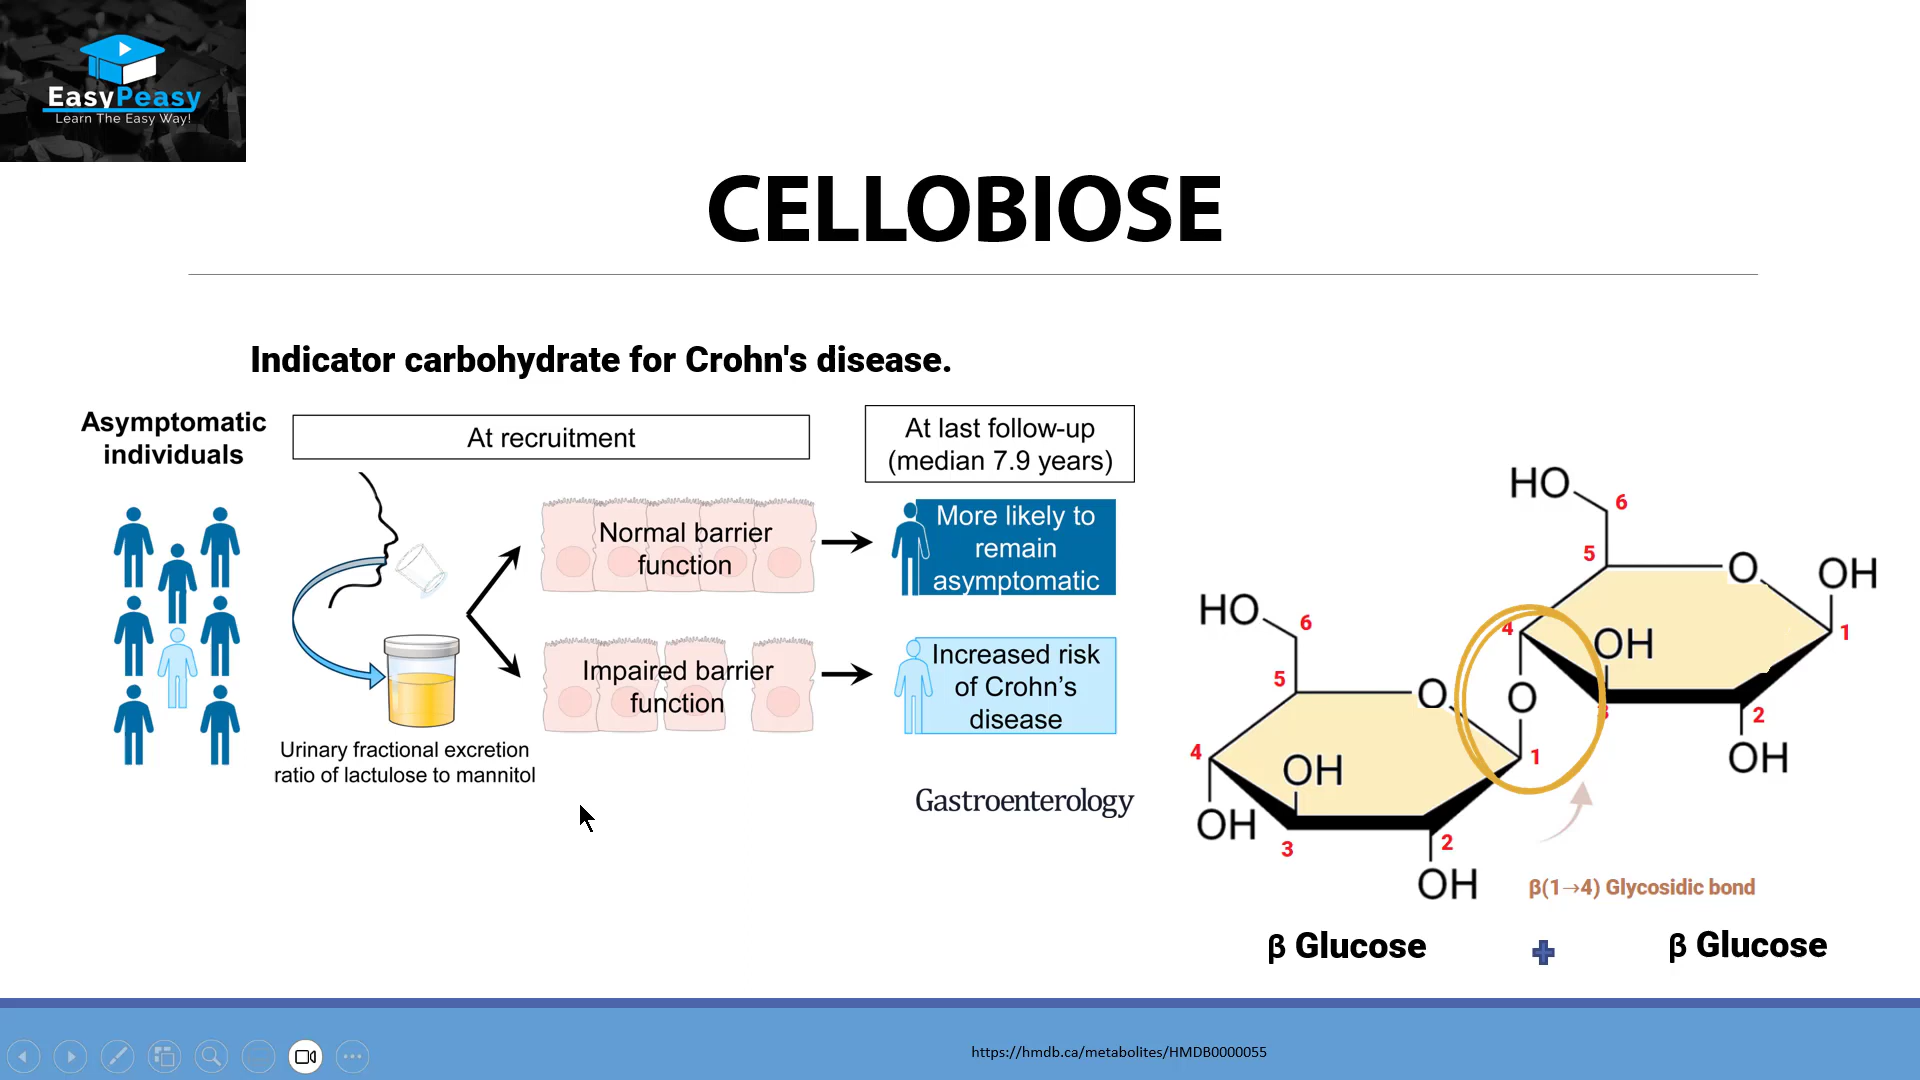 EasyPeasy
Learn The Easy Way!
CELLOBIOSE
Indicator carbohydrate for Crohn's disease.
Asymptomatic
individuals
At recruitment
At last follow-up
(median 7.9 years)
Normal barrier
function
More likely to
remain
asymptomatic
Impaired barrier
function
Increased risk
of Crohn’s
disease
Urinary fractional excretion
ratio of lactulose to mannitol
Gastroenterology
HO
6
5
O
OH
4
OH
1
3
2
OH
HO
6
5
O
O
4
OH
1
OH
3
2
OH
β(1→4) Glycosidic bond
β Glucose
β Glucose
https://hmdb.ca/metabolites/HMDB0000055